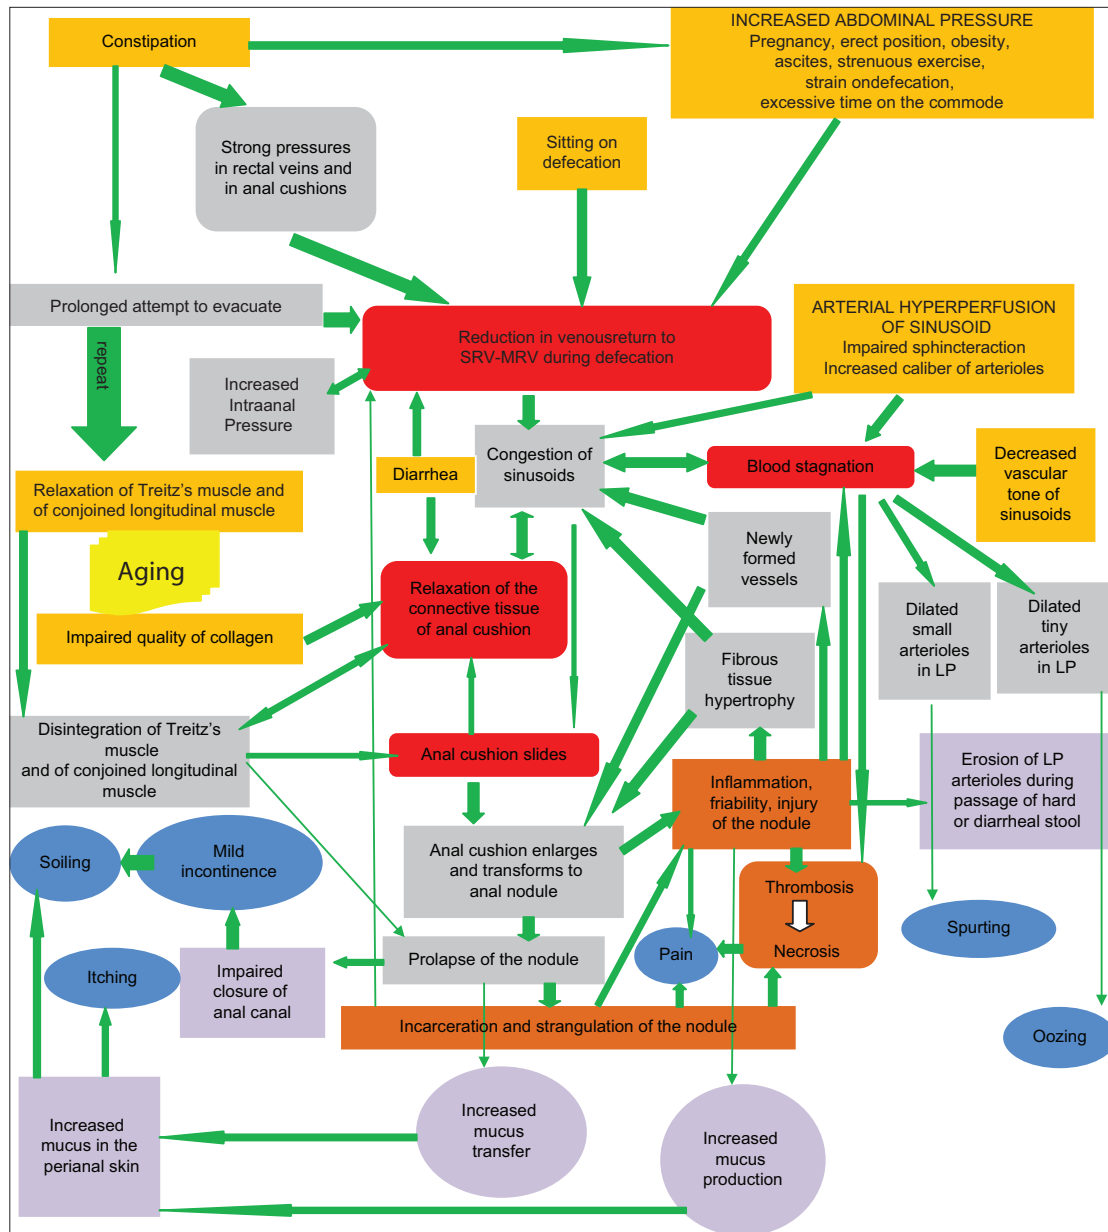 Constipation
INCREASED ABDOMINAL PRESSURE
Pregnancy, erect position, obesity,
ascites, strenuous exercise,
strain ondefecation,
excessive time on the commode
Strong pressures
in rectal veins and
in anal cushions
Sitting on
defecation
Prolonged attempt to evacuate
repeat
Reduction in venousreturn to
SRV-MRV during defecation
ARTERIAL HYPERPERFUSION
OF SINUSOID
Impaired sphincteraction
Increased caliber of arterioles
Increased
Intraanal
Pressure
Diarrhea
Congestion of
sinusoids
Blood stagnation
Decreased
vascular
tone of
sinusoids
Relaxation of Treitz's muscle and
of conjoined longitudinal muscle
Aging
Impaired quality of collagen
Relaxation of the
connective tissue
of anal cushion
Newly
formed
vessels
Dilated
small
arterioles
in LP
Dilated
tiny
arterioles
in LP
Fibrous
tissue
hypertrophy
Disintegration of Treitz's
muscle
and of conjoined longitudinal
muscle
Anal cushion slides
Inflammation,
friability, injury
of the nodule
Erosion of LP
arterioles during
passage of hard
or diarrheal stool
Soiling
Mild
incontinence
Anal cushion enlarges
and transforms to
anal nodule
Thrombosis
Necrosis
Spurting
Itching
Impaired
closure of
anal canal
Prolapse of the nodule
Pain
Incarceration and strangulation of the nodule
Oozing
Increased
mucus in the
perianal skin
Increased
mucus
transfer
Increased
mucus
production